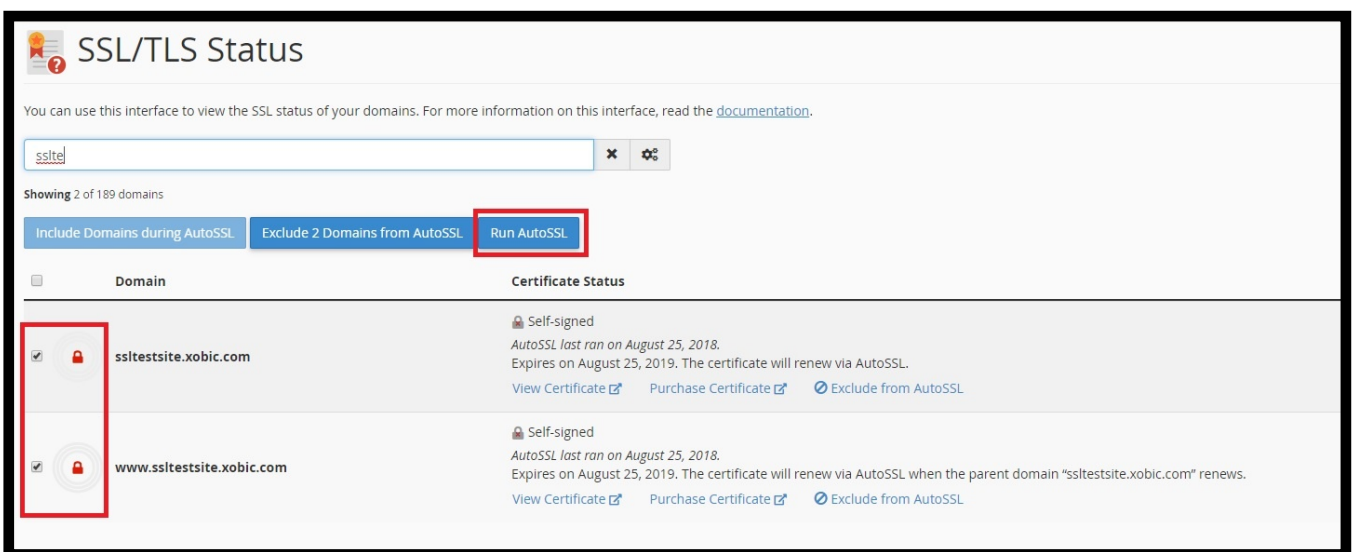 SSL/TLS Status
You can use this interface to view the SSL status of your domains. For more information on this interface, read the documentation.
sslte
Showing 2 of 189 domains
Include Domains during AutoSSL Exclude 2 Domains from AutoSSL Run AutoSSL
Domain Certificate Status
ssltestsite.xobic.com
Self-signed
AutoSSL last ran on August 25, 2018.
Expires on August 25, 2019. The certificate will renew via AutoSSL.
View Certificate Purchase Certificate Exclude from AutoSSL
www.ssltestsite.xobic.com
Self-signed
AutoSSL last ran on August 25, 2018.
Expires on August 25, 2019. The certificate will renew via AutoSSL when the parent domain “ssltestsite.xobic.com” renews.
View Certificate Purchase Certificate Exclude from AutoSSL